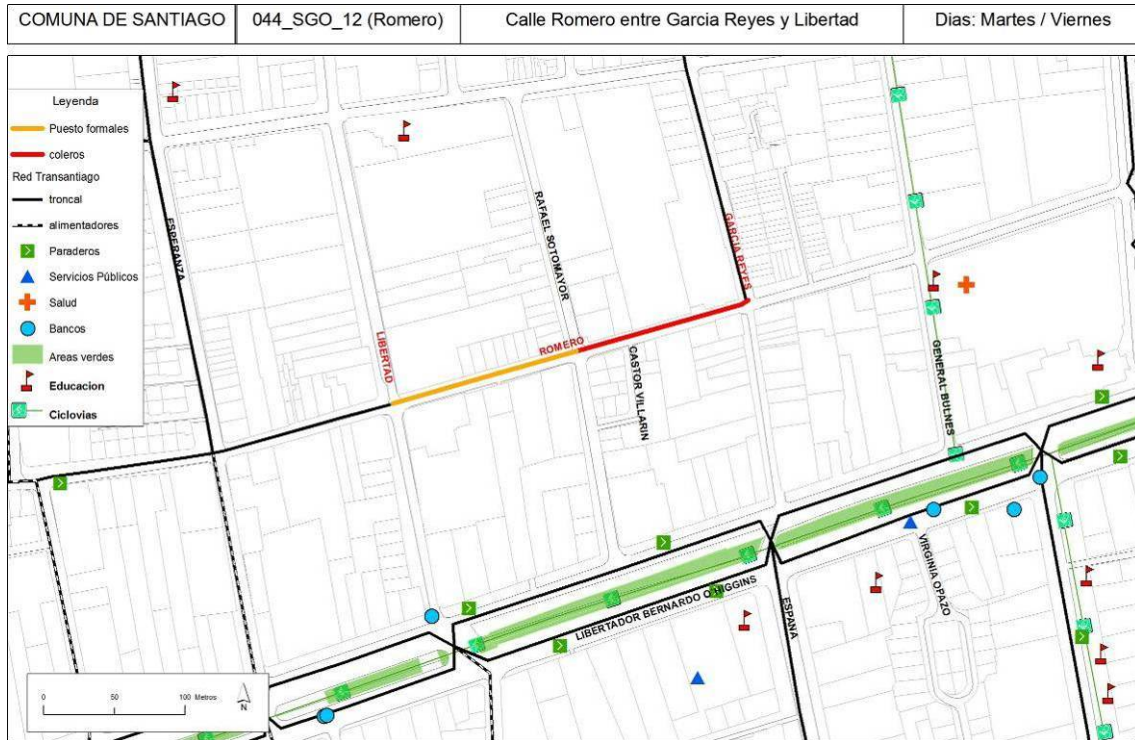 COMUNA DE SANTIAGO
044_SGO_12 (Romero)
Calle Romero entre Garcia Reyes y Libertad
Dias: Martes / Viernes
Leyenda
Puesto formales
coleros
Red Transantiago
troncal
alimentadores
Paraderos
Servicios Públicos
Salud
Bancos
Areas verdes
Educacion
Ciclovias
ESPERANZA
LIBERTAD
RAFAEL SOTOMAYOR
ROMERO
GARCIA REYES
CASTOR VILLARIN
GENERAL BULNES
LIBERTADOR BERNARDO O HIGGINS
ESPAÑA
VIRGINIA OPAZO
0 50 100 Metros
N